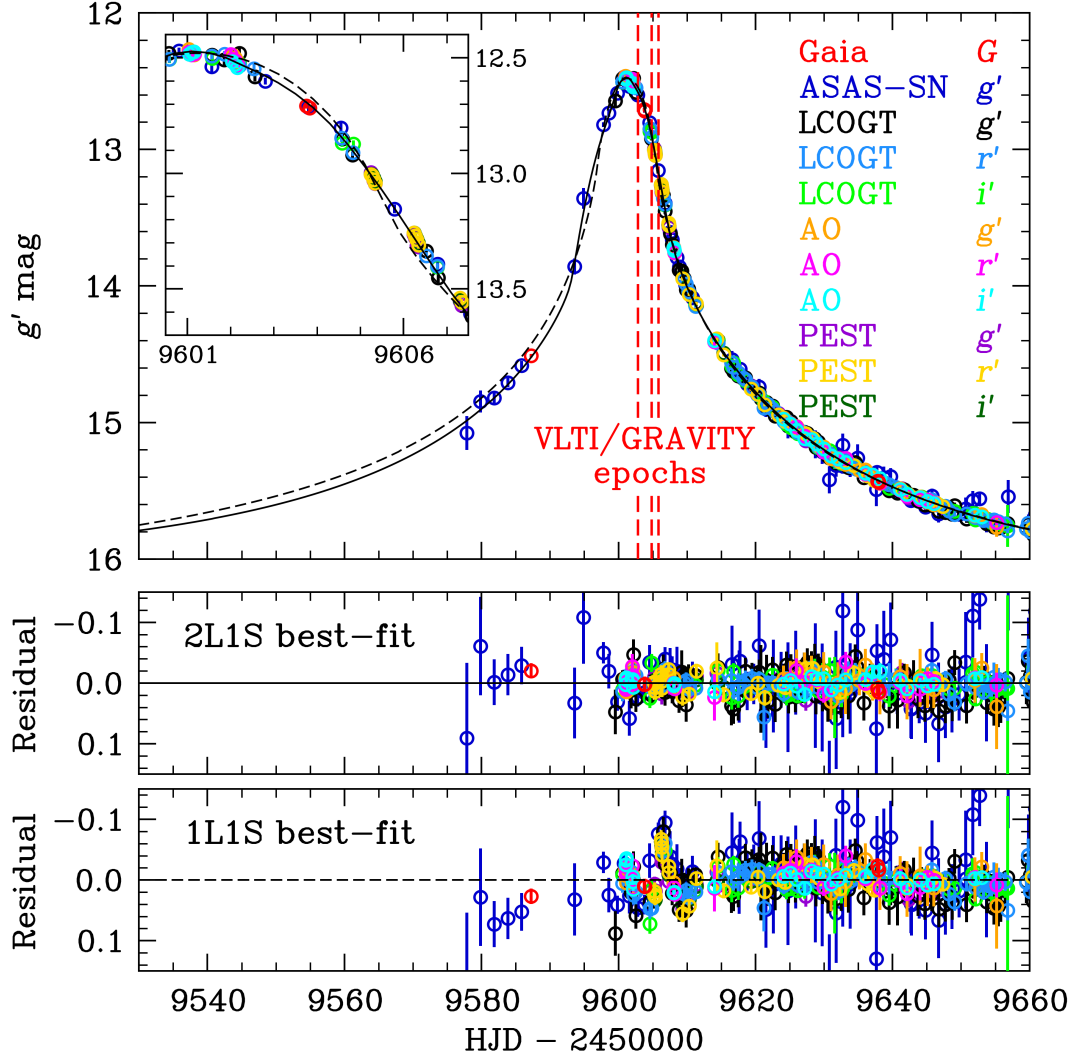 12
13
14
15
16
g′ mag
12.5
13.0
13.5
9601 9606
Gaia G
ASAS−SN g′
LCOGT g′
LCOGT r′
LCOGT i′
AO g′
AO r′
AO i′
PEST g′
PEST r′
PEST i′
VLTI/GRAVITY
epochs
−0.1
0.0
0.1
Residual
2L1S best−fit
−0.1
0.0
0.1
Residual
1L1S best−fit
9540 9560 9580 9600 9620 9640 9660
HJD − 2450000